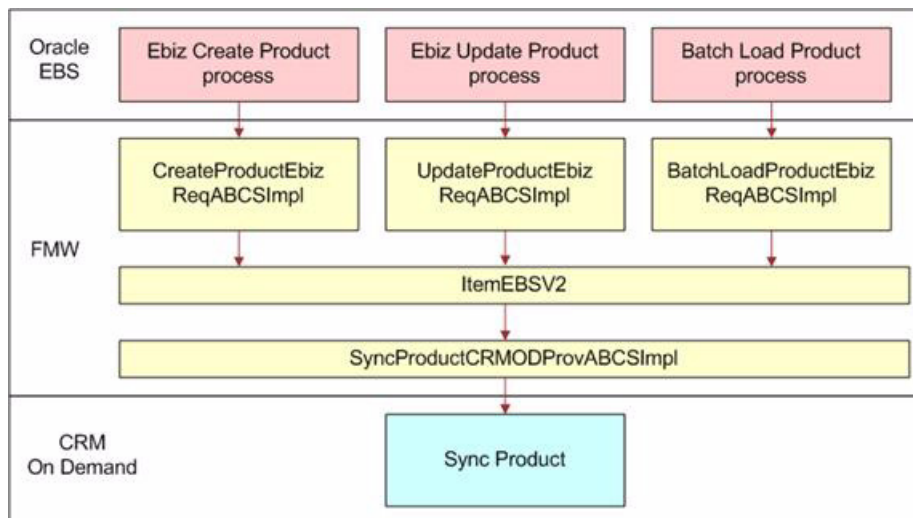 Oracle
EBS
Ebiz Create Product
process
Ebiz Update Product
process
Batch Load Product
process
FMW
CreateProductEbiz
ReqABCSImpl
UpdateProductEbiz
ReqABCSImpl
BatchLoadProductEbiz
ReqABCSImpl
ItemEBSV2
SyncProductCRMODProvABCSImpl
CRM
On Demand
Sync Product